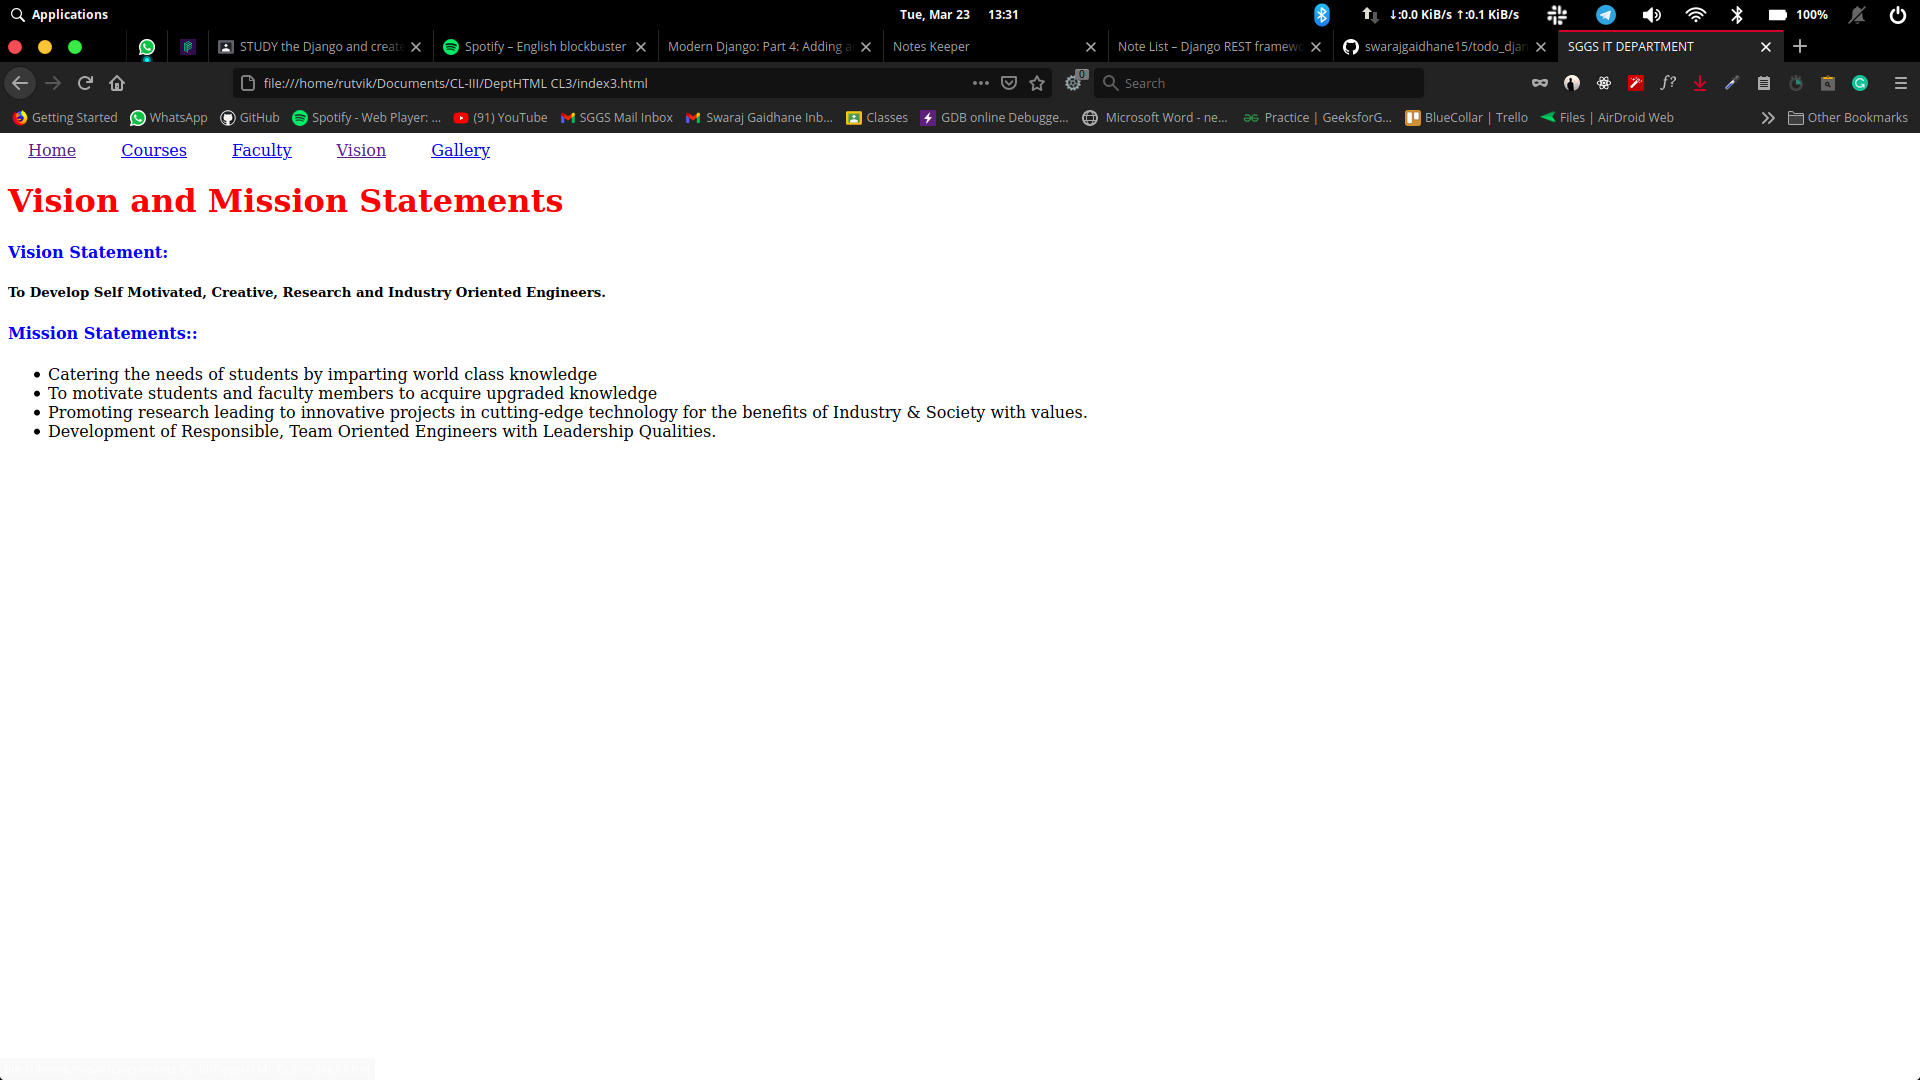 Applications
Tue, Mar 23 13:31
↓:0.0 KiB/s ↑:0.1 KiB/s
100%
STUDY the Django and create
Spotify – English blockbuster
Modern Django: Part 4: Adding a
Notes Keeper
Note List – Django REST framewo
swarajgaidhane15/todo_djan
SGGS IT DEPARTMENT
file:///home/rutvik/Documents/CL-III/DeptHTML CL3/index3.html
0
Search
f?
Getting Started
WhatsApp
GitHub
Spotify - Web Player: ...
(91) YouTube
SGGS Mail Inbox
Swaraj Gaidhane Inb...
Classes
GDB online Debugge...
Microsoft Word - ne...
Practice | GeeksforG...
BlueCollar | Trello
Files | AirDroid Web
Other Bookmarks
Home Courses Faculty Vision Gallery
Vision and Mission Statements
Vision Statement:
To Develop Self Motivated, Creative, Research and Industry Oriented Engineers.
Mission Statements::
• Catering the needs of students by imparting world class knowledge
• To motivate students and faculty members to acquire upgraded knowledge
• Promoting research leading to innovative projects in cutting-edge technology for the benefits of Industry & Society with values.
• Development of Responsible, Team Oriented Engineers with Leadership Qualities.